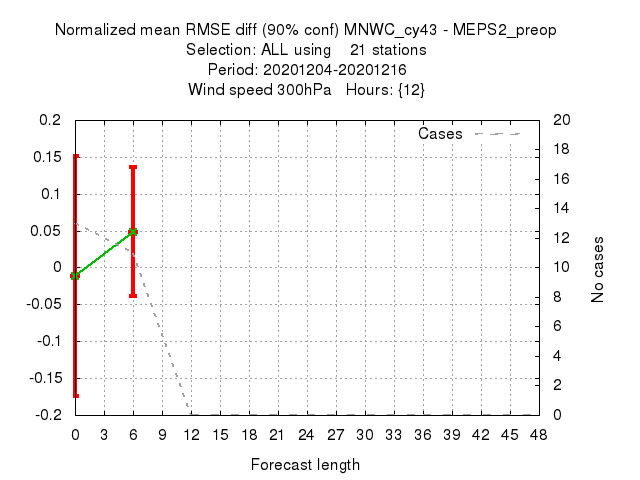 Normalized mean RMSE diff (90% conf) MNWC_cy43 - MEPS2_preop
Selection: ALL using 21 stations
Period: 20201204-20201216
Wind speed 300hPa Hours: {12}
Cases
0.2
0.15
0.1
0.05
0
-0.05
-0.1
-0.15
-0.2
20
18
16
14
12
10
8
6
4
2
0
No cases
0 3 6 9 12 15 18 21 24 27 30 33 36 39 42 45 48
Forecast length